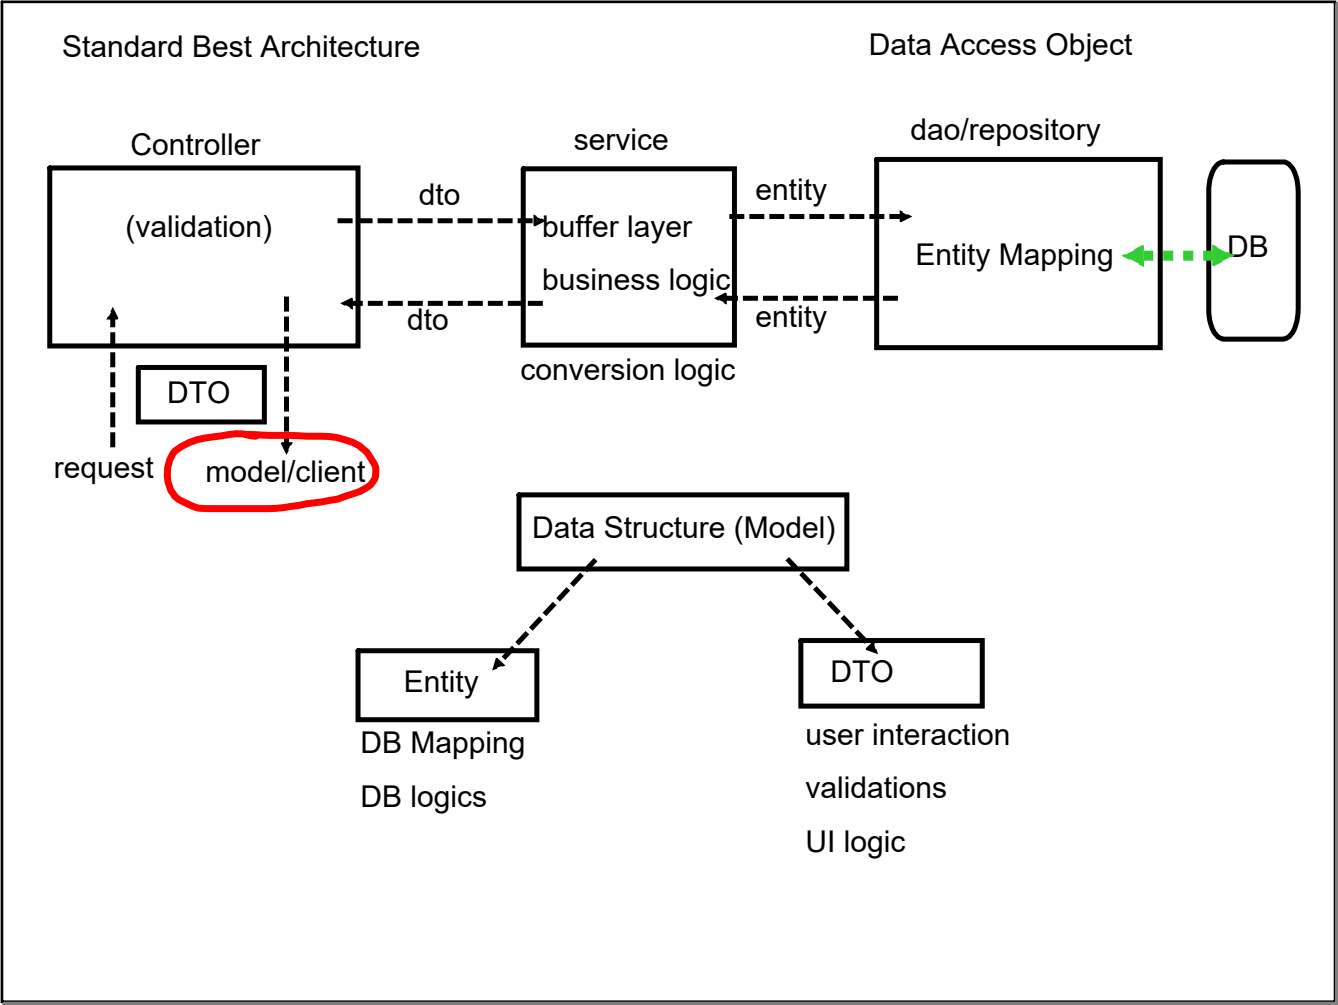 Standard Best Architecture
Data Access Object
Controller
service
dao/repository
(validation)
dto
buffer layer
business logic
dto
conversion logic
entity
entity
Entity Mapping
DB
DTO
request
model/client
Data Structure (Model)
Entity
DB Mapping
DB logics
DTO
user interaction
validations
UI logic